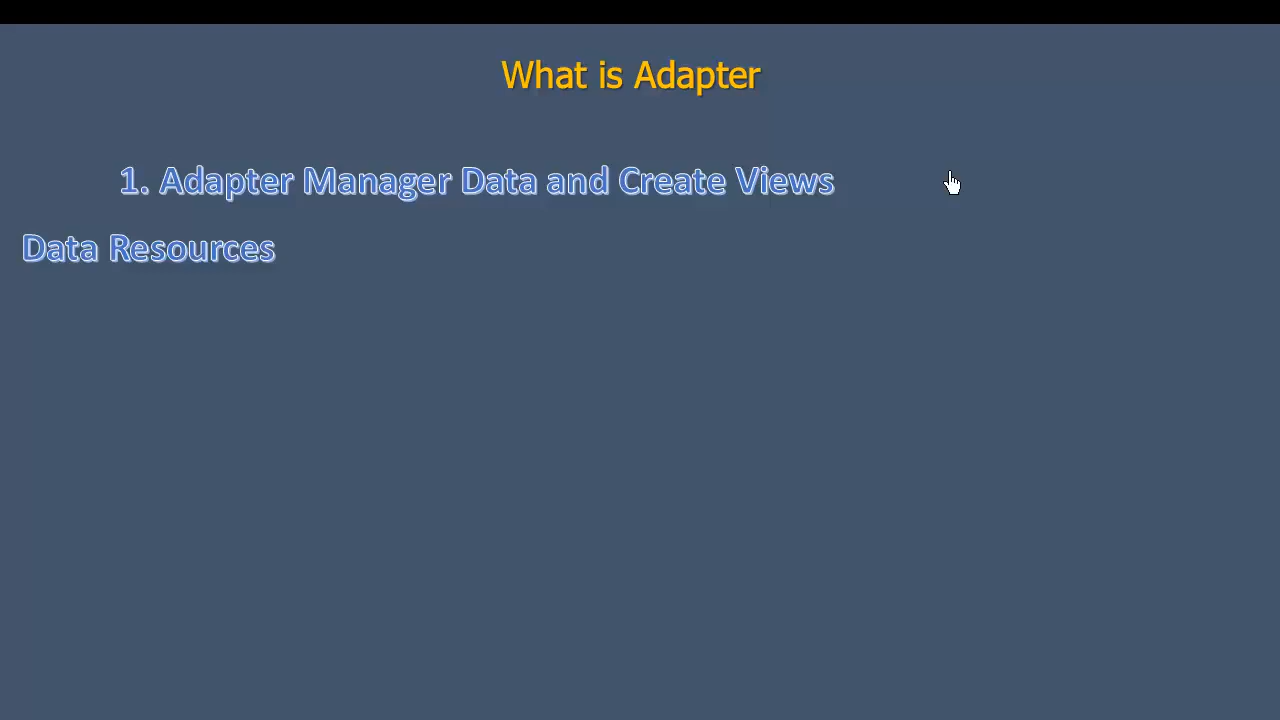 What is Adapter
1. Adapter Manager Data and Create Views
Data Resources